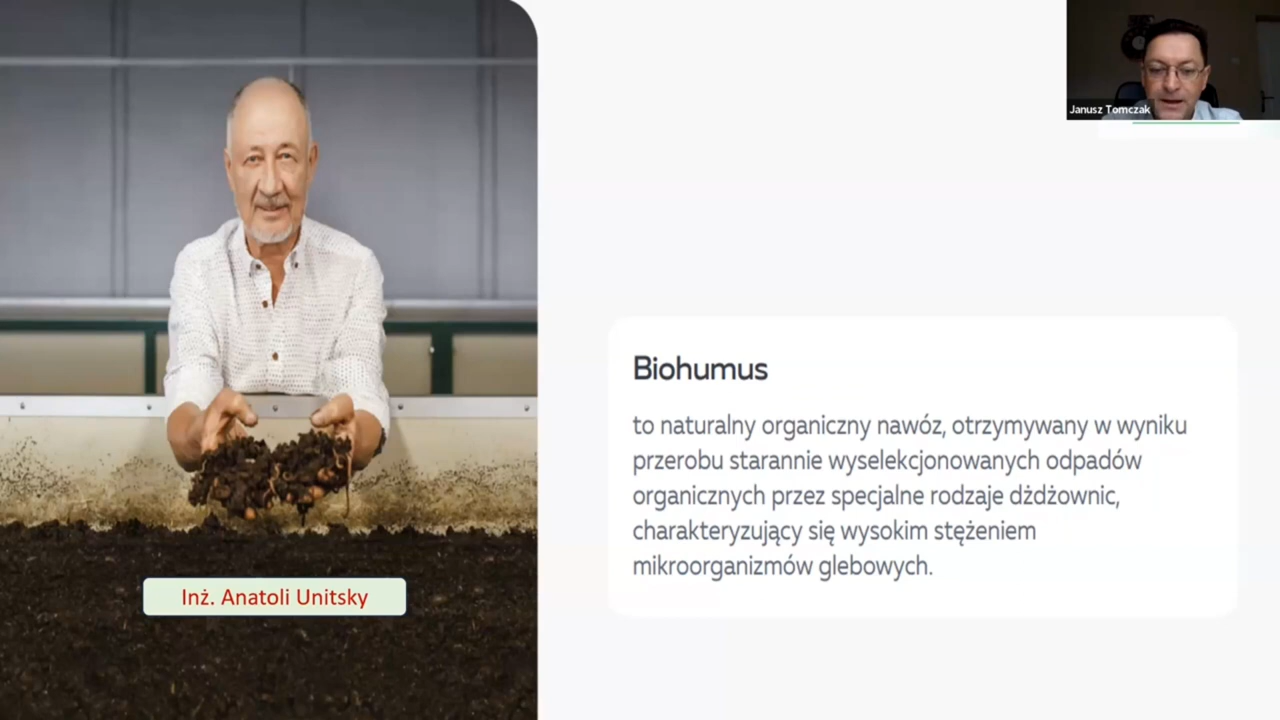 Janusz Tomczak
Biohumus
to naturalny organiczny nawóz, otrzymywany w wyniku
przerobu starannie wyselekcjonowanych odpadów
organicznych przez specjalne rodzaje dżdżownic,
charakteryzujący się wysokim stężeniem
mikroorganizmów glebowych.
Inż. Anatoli Unitsky